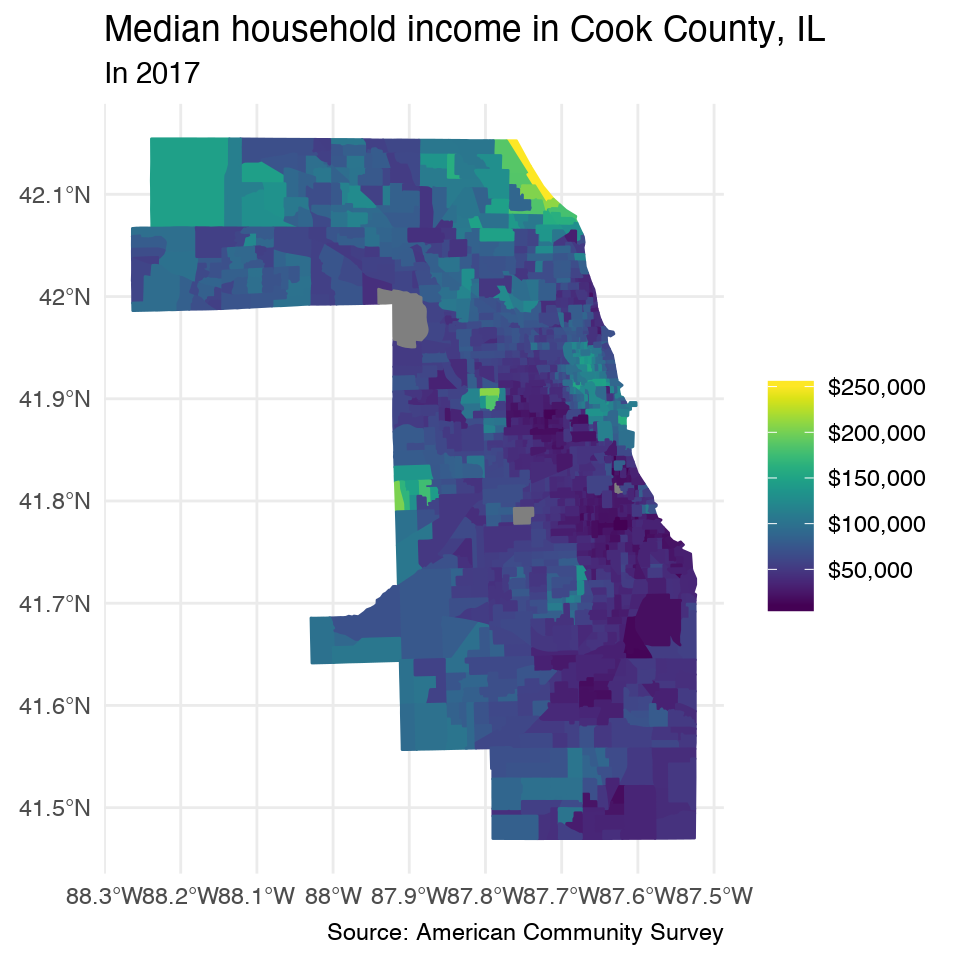 Median household income in Cook County, IL
In 2017
42.1°N
42°N
41.9°N
41.8°N
41.7°N
41.6°N
41.5°N
88.3°W 88.2°W 88.1°W 88°W 87.9°W 87.8°W 87.7°W 87.6°W 87.5°W
$250,000
$200,000
$150,000
$100,000
$50,000
Source: American Community Survey